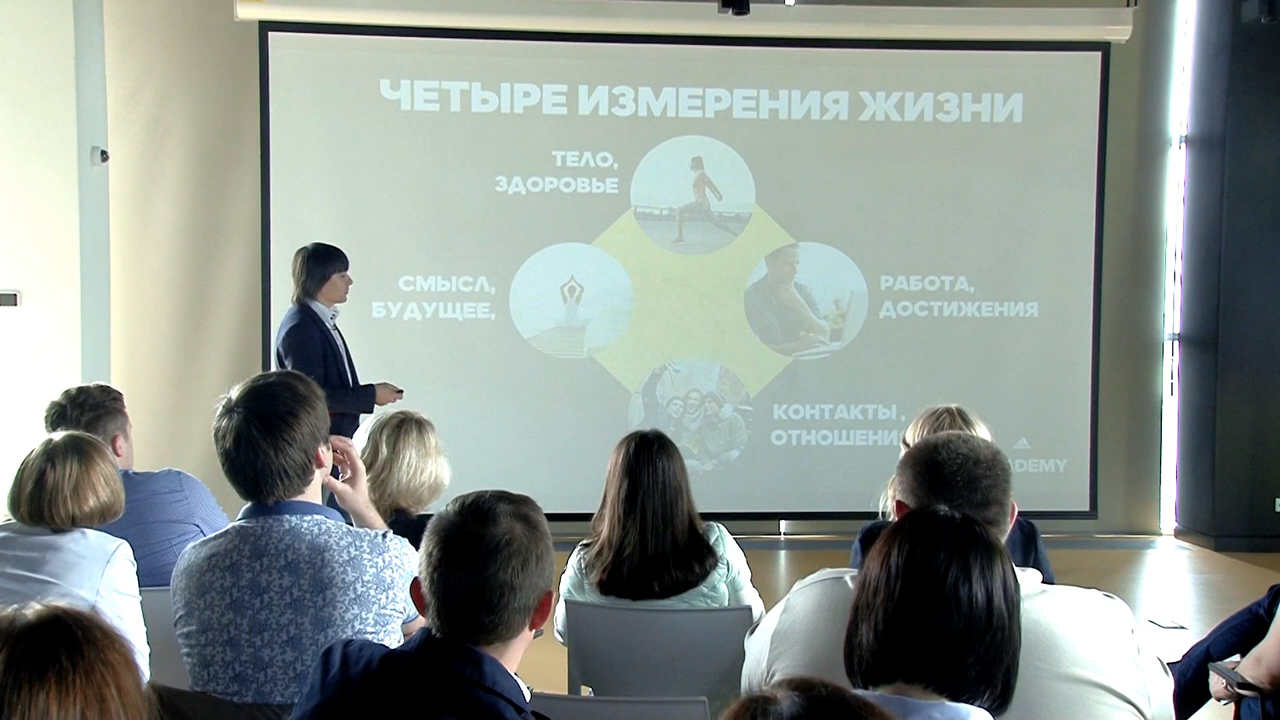 ЧЕТЫРЕ ИЗМЕРЕНИЯ ЖИЗНИ
ТЕЛО,
ЗДОРОВЬЕ
СМЫСЛ,
БУДУЩЕЕ,
РАБОТА,
ДОСТИЖЕНИЯ
КОНТАКТЫ,